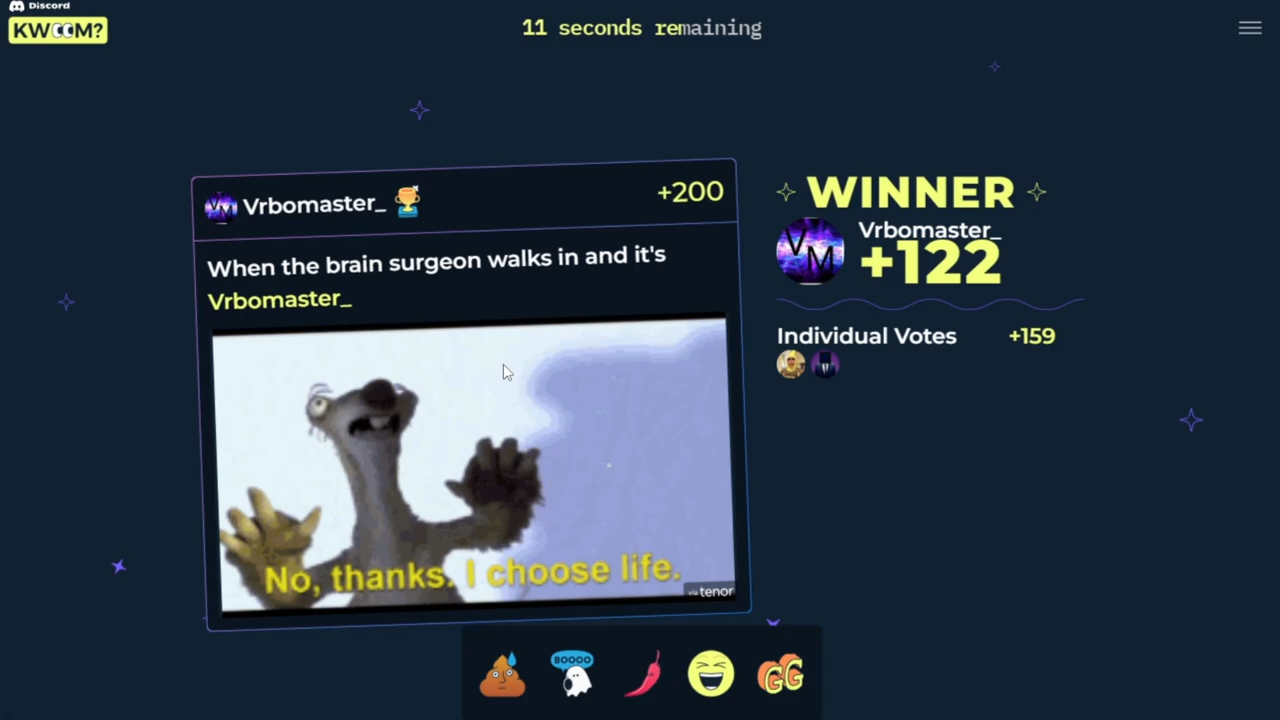 Discord
KWOOM?
11 seconds remaining
Vrbomaster_
+200
When the brain surgeon walks in and it's
Vrbomaster_
No, thanks. I choose life.
via tenor
WINNER
Vrbomaster_
+122
Individual Votes +159
VM
BOOOO
GG